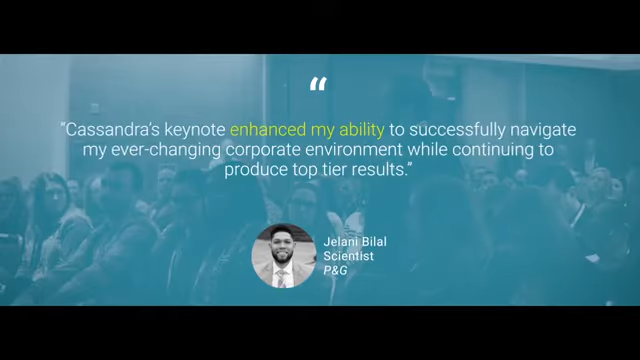 “
“Cassandra's keynote enhanced my ability to successfully navigate
my ever-changing corporate environment while continuing to
produce top tier results.”
Jelani Bilal
Scientist
P&G